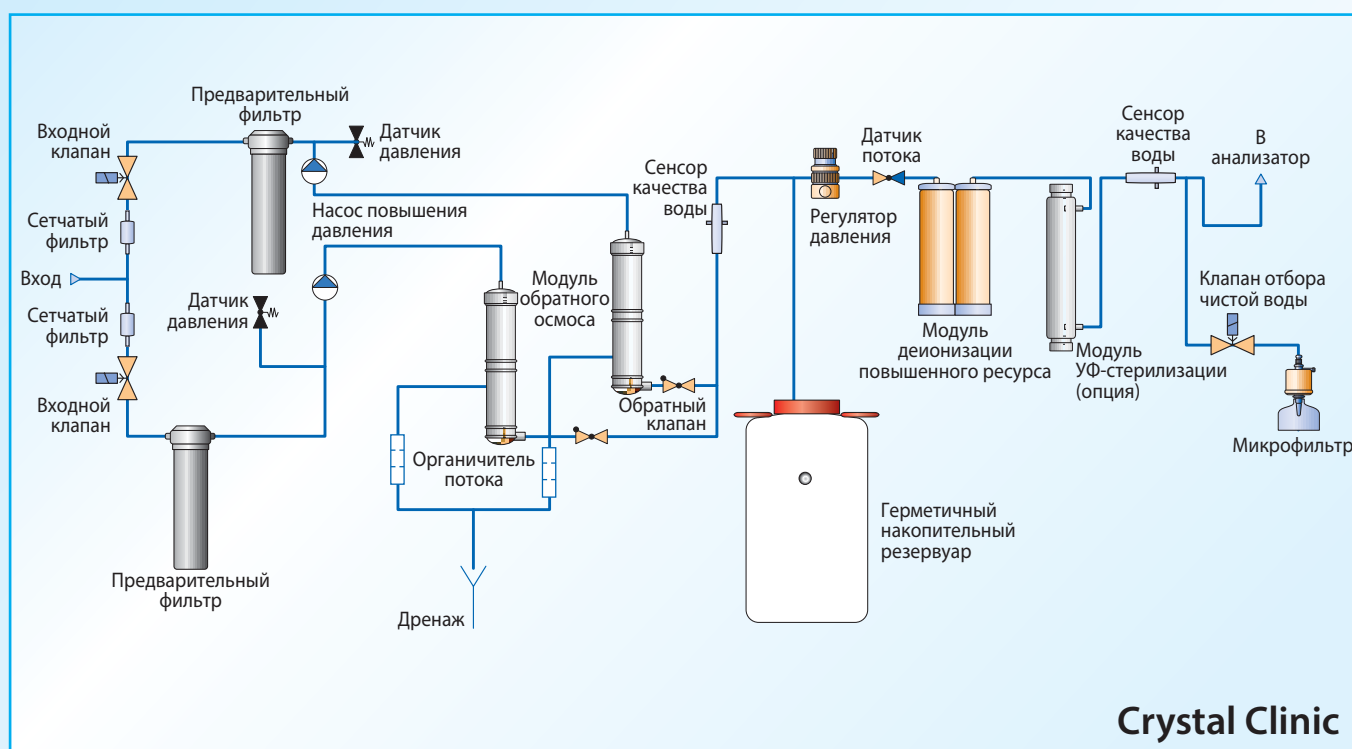 Предварительный
фильтр
Входной
клапан
Датчик
давления
Сетчатый
фильтр
Насос повышения
давления
Вход
Сетчатый
фильтр
Датчик
давления
Входной
клапан
Предварительный
фильтр
Модуль
обратного
осмоса
Органичитель
потока
Обратный
клапан
Дренаж
Сенсор
качества
воды
Датчик
потока
Регулятор
давления
Модуль
деионизации
повышенного ресурса
Герметичный
накопительный
резервуар
Сенсор
качества
воды
В
анализатор
Модуль
УФ-стерилизации
(опция)
Клапан отбора
чистой воды
Микрофильтр
Crystal Clinic